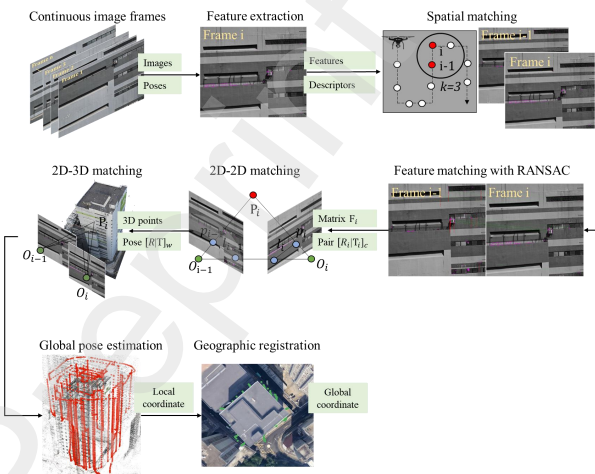 Continuous image frames
Feature extraction
Spatial matching
Frame i
Images
Poses
Features
Descriptors
i
i-1
k=3
Frame i-1
Frame i
2D-3D matching
2D-2D matching
Feature matching with RANSAC
3D points
Pose [R|T]w
Matrix Fi
Pair [Ri|Ti]c
Frame i-1
Frame i
Pi
Oi−1
Oi
Pi
Oi−1
Oi
Global pose estimation
Geographic registration
Local
coordinate
Global
coordinate